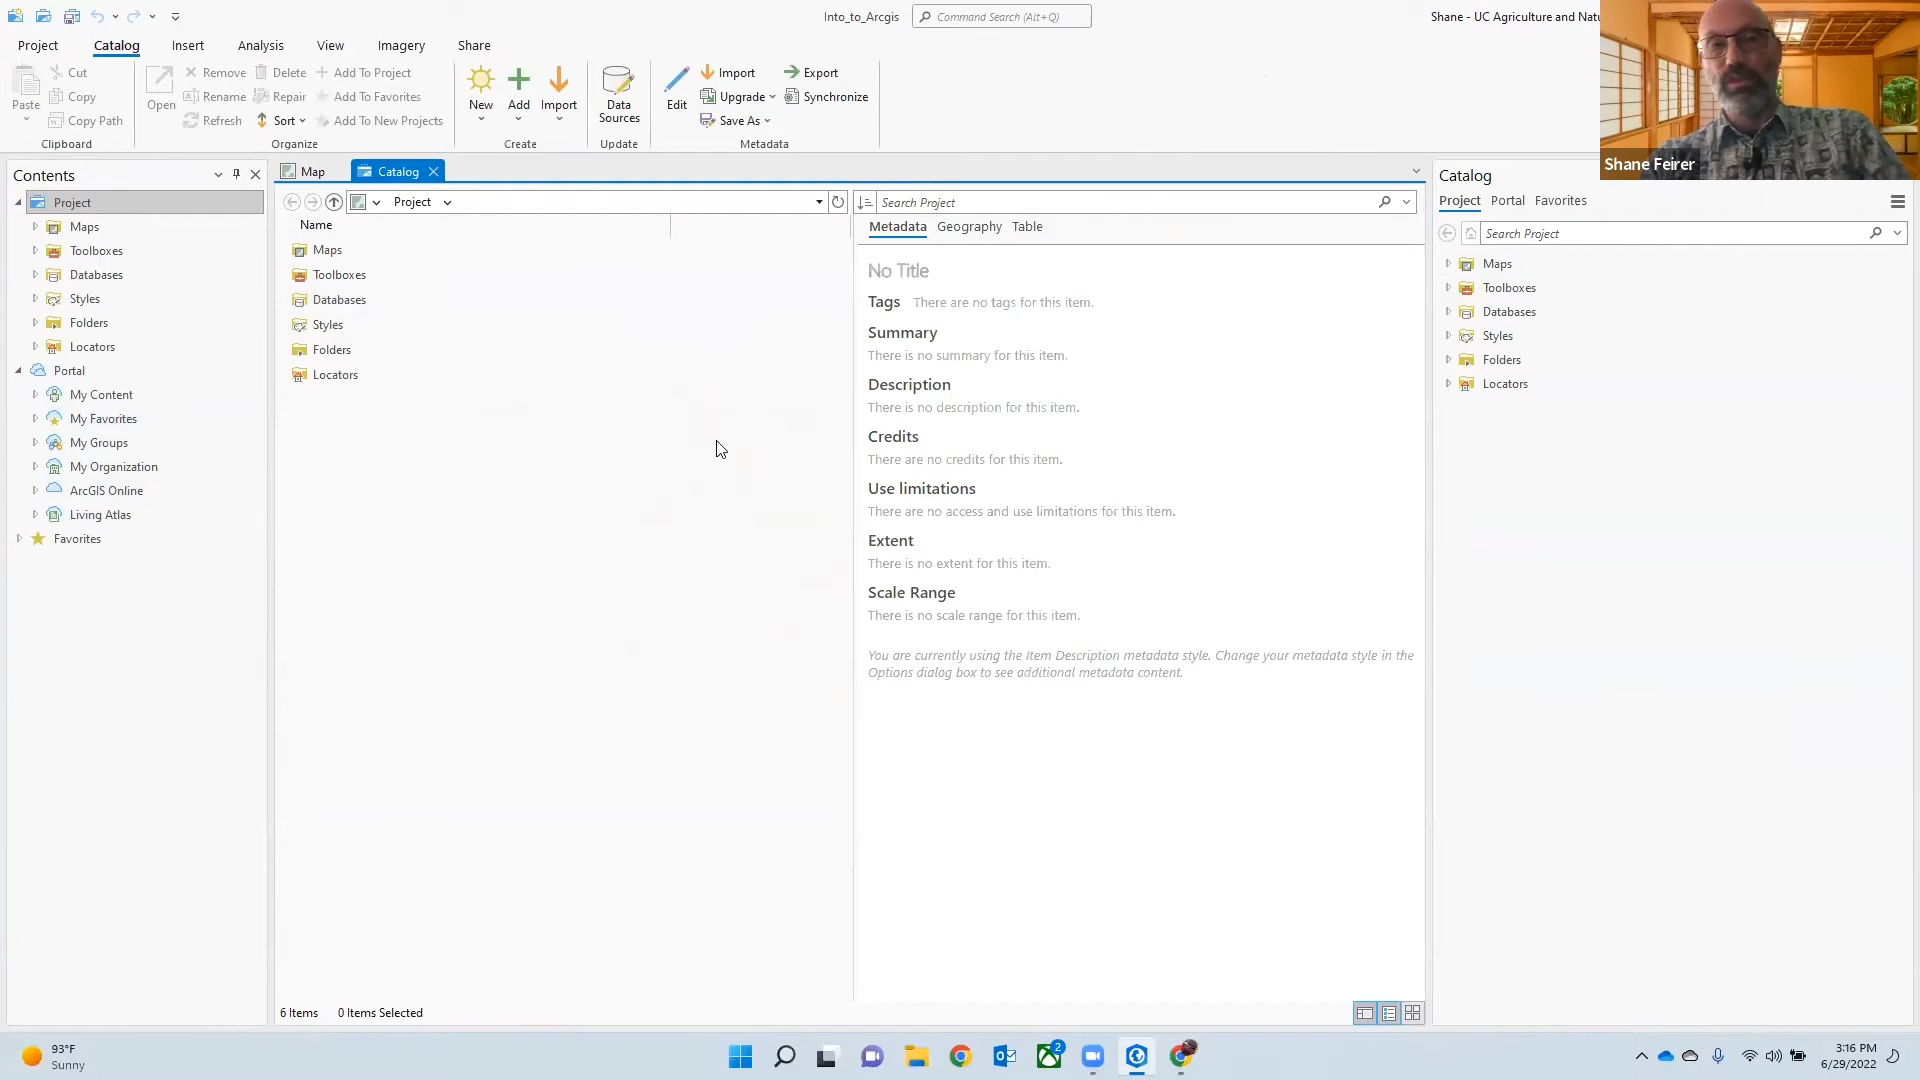 Into_to_Arcgis
Command Search (Alt+Q)
Shane - UC Agriculture and Natu
Project
Catalog
Insert
Analysis
View
Imagery
Share
Paste
Cut
Copy
Copy Path
Clipboard
Open
Remove
Rename
Refresh
Delete
Repair
Sort
Add To Project
Add To Favorites
Add To New Projects
Organize
New
Add
Import
Create
Data
Sources
Update
Edit
Import
Upgrade
Save As
Export
Synchronize
Metadata
Shane Feirer
Contents
Project
Maps
Toolboxes
Databases
Styles
Folders
Locators
Portal
My Content
My Favorites
My Groups
My Organization
ArcGIS Online
Living Atlas
Favorites
Map
Catalog
Project
Name
Maps
Toolboxes
Databases
Styles
Folders
Locators
6 Items
0 Items Selected
Search Project
Metadata
Geography
Table
No Title
Tags There are no tags for this item.
Summary
There is no summary for this item.
Description
There is no description for this item.
Credits
There are no credits for this item.
Use limitations
There are no access and use limitations for this item.
Extent
There is no extent for this item.
Scale Range
There is no scale range for this item.
You are currently using the Item Description metadata style. Change your metadata style in the
Options dialog box to see additional metadata content.
Catalog
Project
Portal
Favorites
Search Project
Maps
Toolboxes
Databases
Styles
Folders
Locators
93°F
Sunny
2
3:16 PM
6/29/2022